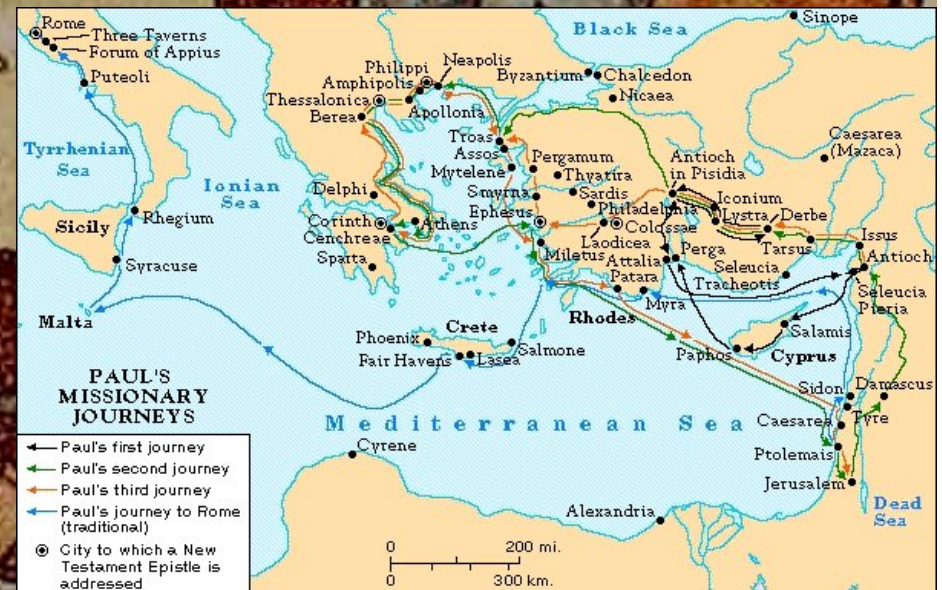 Rome
Three Taverns
Forum of Appius
Puteoli
Tyrrhenian
Sea
Ionian
Sea
Sicily
Rhegium
Syracuse
Malta
Black Sea
Sinope
Byzantium
Chalcedon
Nicaea
Neapolis
Philippi
Amphipolis
Thessalonica
Apollonia
Berea
Troas
Assos
Mytelene
Pergamum
Thyatira
Smyrna
Sardis
Ephesus
Philadelphia
Colossae
Laodicea
Miletus
Delphi
Corinth
Athens
Cenchreae
Sparta
Antioch
in Pisidia
Iconium
Lystra
Derbe
Caesarea
(Mazaca)
Tarsus
Issus
Antioch
Attalia
Perga
Patara
Myra
Seleucia
Tracheotis
Seleucia
Pieria
Rhodes
Salamis
Paphos
Cyprus
Phoenix
Crete
Fair Havens
Lasea
Salmone
Sidon
Damascus
Tyre
Caesarea
Ptolemais
Jerusalem
Dead
Sea
Mediterranean Sea
Cyrene
Alexandria
PAUL'S
MISSIONARY
JOURNEYS
Paul's first journey
Paul's second journey
Paul's third journey
Paul's journey to Rome
(traditional)
City to which a New
Testament Epistle is
addressed
0 200 mi.
0 300 km.